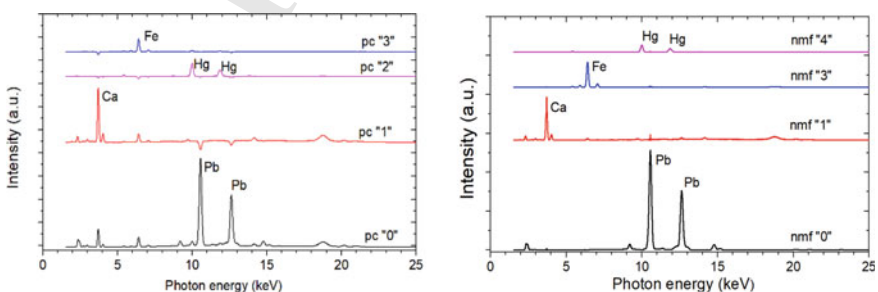 Fe
pc "3"
Hg
Hg
pc "2"
Ca
pc "1"
Pb
Pb
pc "0"
Intensity (a.u.)
0 5 10 15 20 25
Photon energy (keV)
Hg
Hg
nmf "4"
Fe
nmf "3"
Ca
nmf "1"
Pb
Pb
nmf "0"
Intensity (a.u.)
5 10 15 20 25
Photon energy (keV)